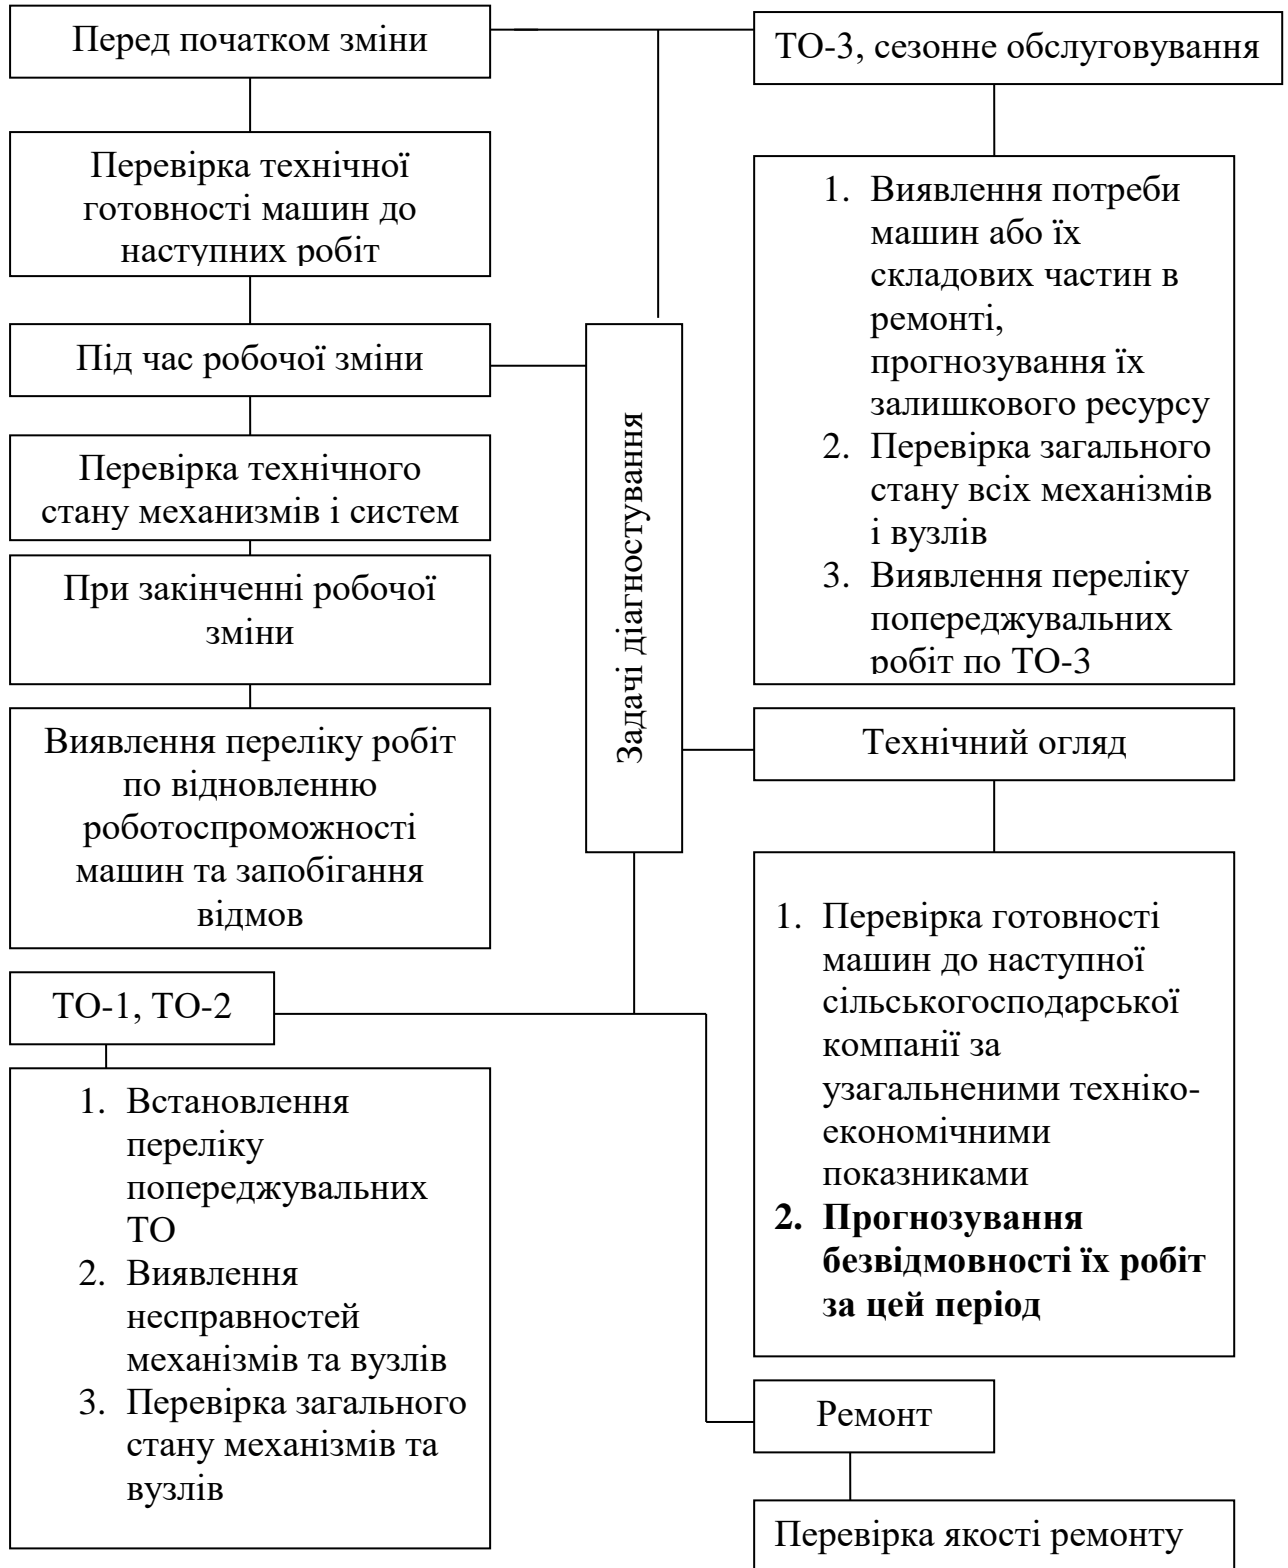 Перед початком зміни
Перевірка технічної
готовності машин до
наступних робіт
Під час робочої зміни
Перевірка технічного
стану механизмів і систем
При закінченні робочої
зміни
Виявлення переліку робіт
по відновленню
роботоспроможності
машин та запобігання
відмов
ТО-1, ТО-2
1. Встановлення
переліку
попереджувальних
ТО
2. Виявлення
несправностей
механізмів та вузлів
3. Перевірка загального
стану механізмів та
вузлів
Задачі діагностування
ТО-3, сезонне обслуговування
1. Виявлення потреби
машин або їх
складових частин в
ремонті,
прогнозування їх
залишкового ресурсу
2. Перевірка загального
стану всіх механізмів
і вузлів
3. Виявлення переліку
попереджувальних
робіт по ТО-3
Технічний огляд
1. Перевірка готовності
машин до наступної
сільськогосподарської
компанії за
узагальненими техніко-
економічними
показниками
2. Прогнозування
безвідмовності їх робіт
за цей період
Ремонт
Перевірка якості ремонту